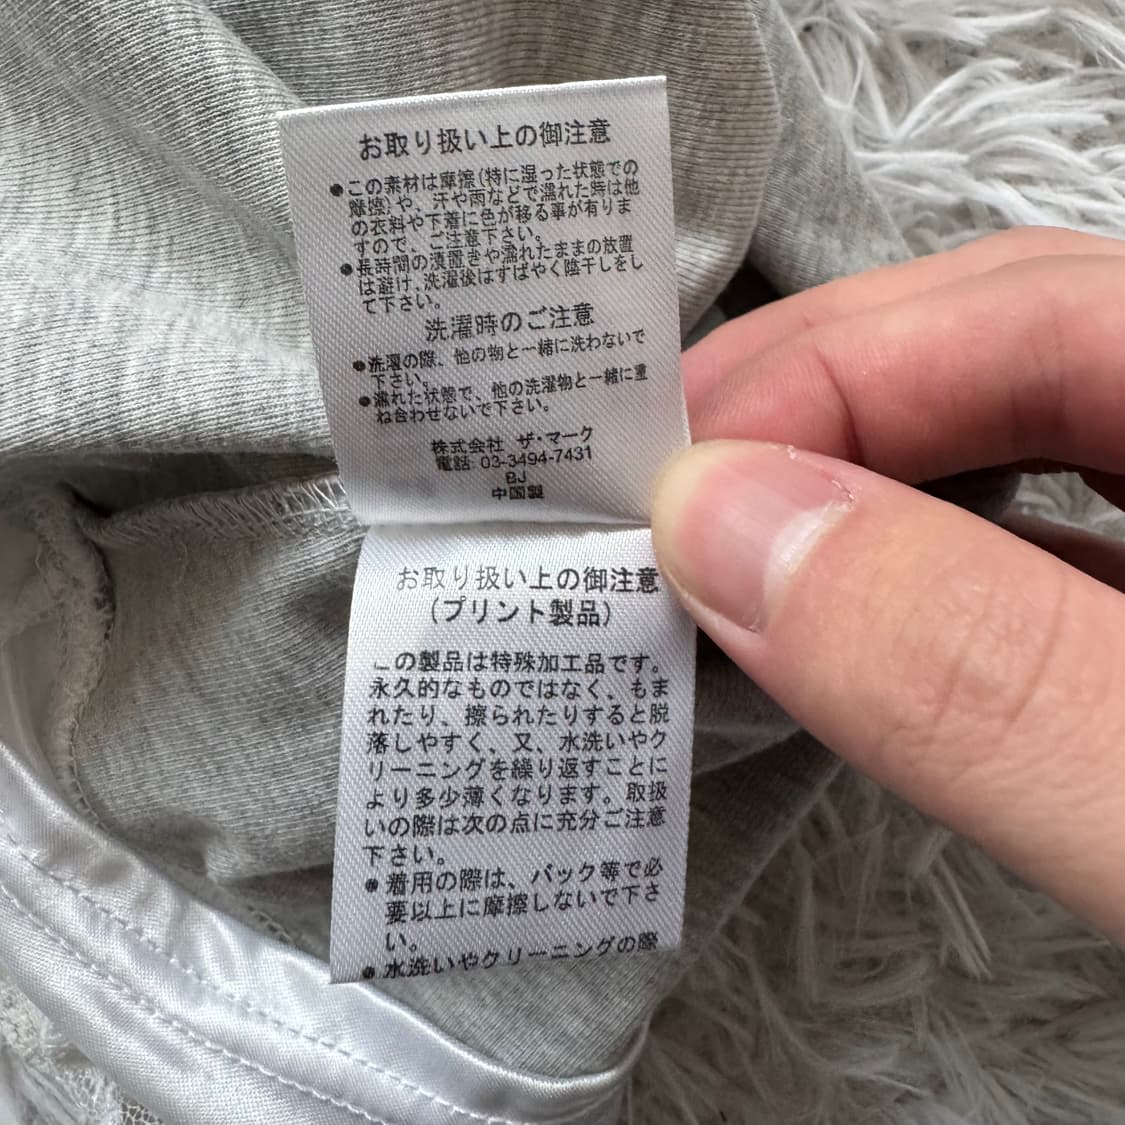 お取り扱い上の御注意
●この素材は摩擦(特に湿った状態での
摩擦)や、汗や雨などで濡れた時は他
の衣料や下着に色が移る事が有りま
すので、ご注意下さい。
●長時間の浸置きや濡れたままの放置
は避け、洗濯後はすばやく陰干しをし
て下さい。
洗濯時のご注意
●洗濯の際、他の物と一緒に洗わないで
下さい。
●濡れた状態で、他の洗濯物と一緒に重
ね合わせないで下さい。
株式会社 ザ・マーク
電話: 03-3494-7431
BJ
中国製
お取り扱い上の御注意
(プリント製品)
この製品は特殊加工品です。
永久的なものではなく、もま
れたり、擦られたりすると脱
落しやすく、又、水洗いやク
リーニングを繰り返すことに
より多少薄くなります。取扱
いの際は次の点に充分ご注意
下さい。
●着用の際は、バック等で必
要以上に摩擦しないで下さ
い。
●水洗いやクリーニングの際